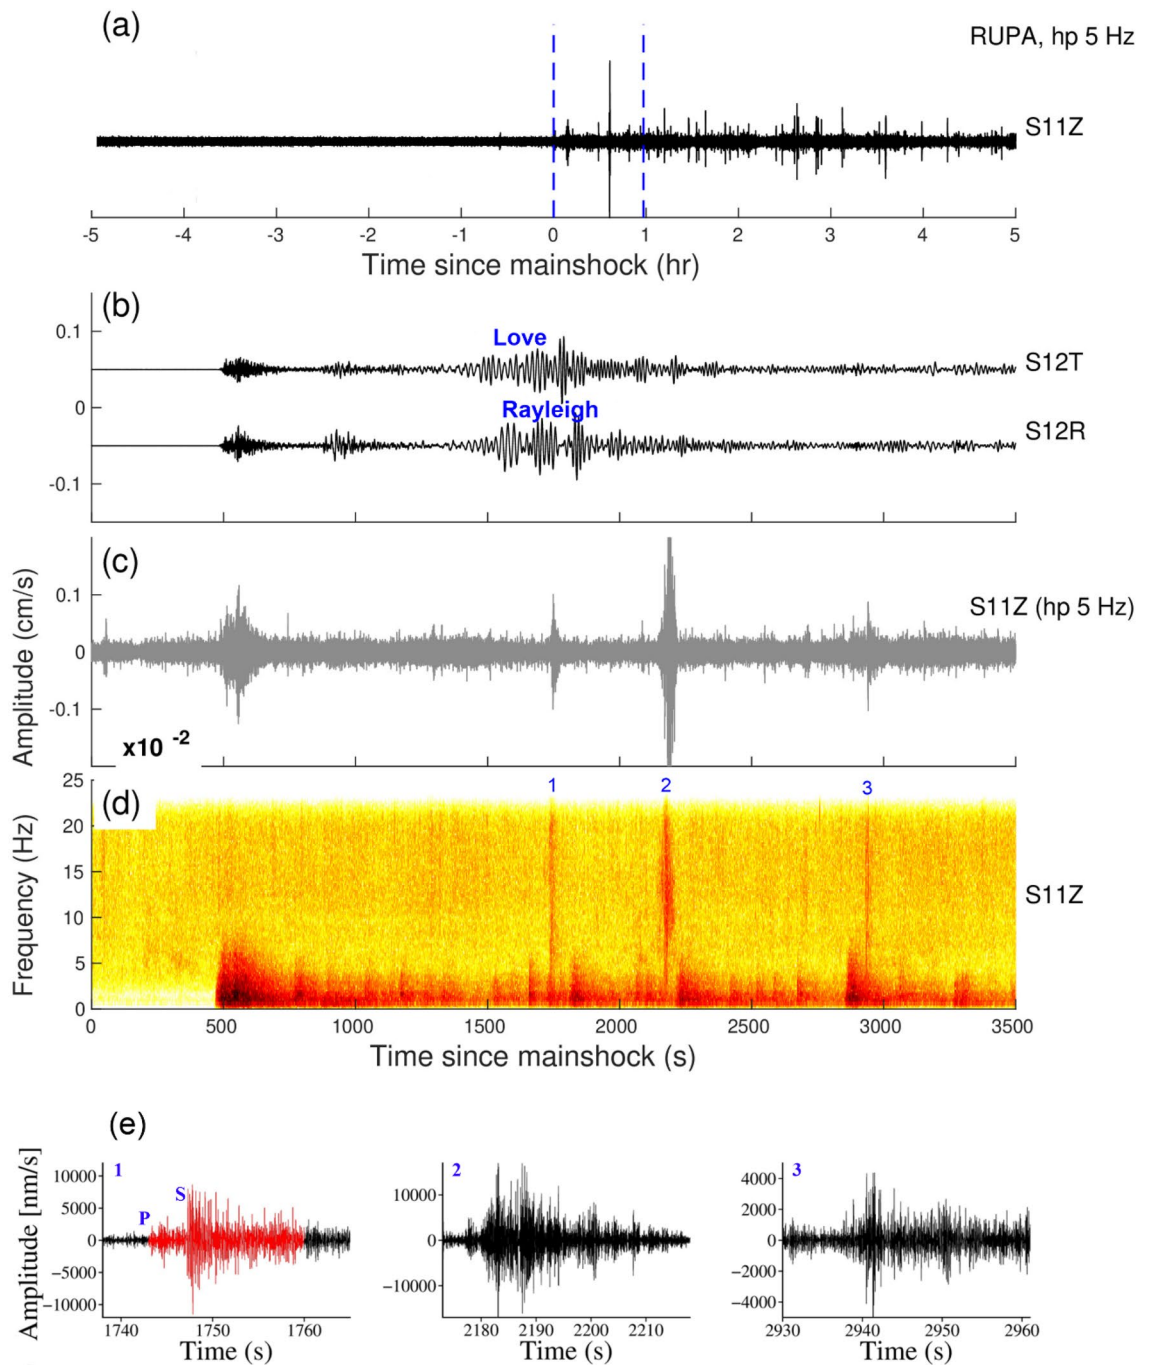 (a)
RUPA, hp 5 Hz
S11Z
-5 -4 -3 -2 -1 0 1 2 3 4 5
Time since mainshock (hr)
(b)
0.1
Love
S12T
0
Rayleigh
S12R
-0.1
(c)
0.1
S11Z (hp 5 Hz)
0
-0.1
Amplitude (cm/s)
x10 -2
25
1 2 3
(d)
20
15
S11Z
10
5
0
Frequency (Hz)
0 500 1000 1500 2000 2500 3000 3500
Time since mainshock (s)
(e)
Amplitude [nm/s]
1
10000
S
5000
P
0
−5000
−10000
1740 1750 1760
Time (s)
2
10000
0
−10000
2180 2190 2200 2210
Time (s)
3
4000
2000
0
−2000
−4000
2930 2940 2950 2960
Time (s)